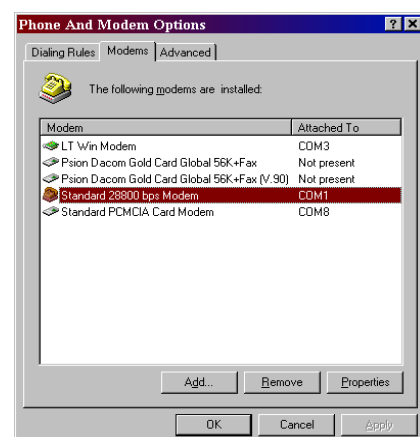 Phone And Modem Options
Dialing Rules Modems Advanced
The following modems are installed:
Modem Attached To
LT Win Modem COM3
Psion Dacom Gold Card Global 56K+Fax Not present
Psion Dacom Gold Card Global 56K+Fax (V.90) Not present
Standard 28800 bps Modem COM1
Standard PCMCIA Card Modem COM8
Add... Remove Properties
OK Cancel Apply